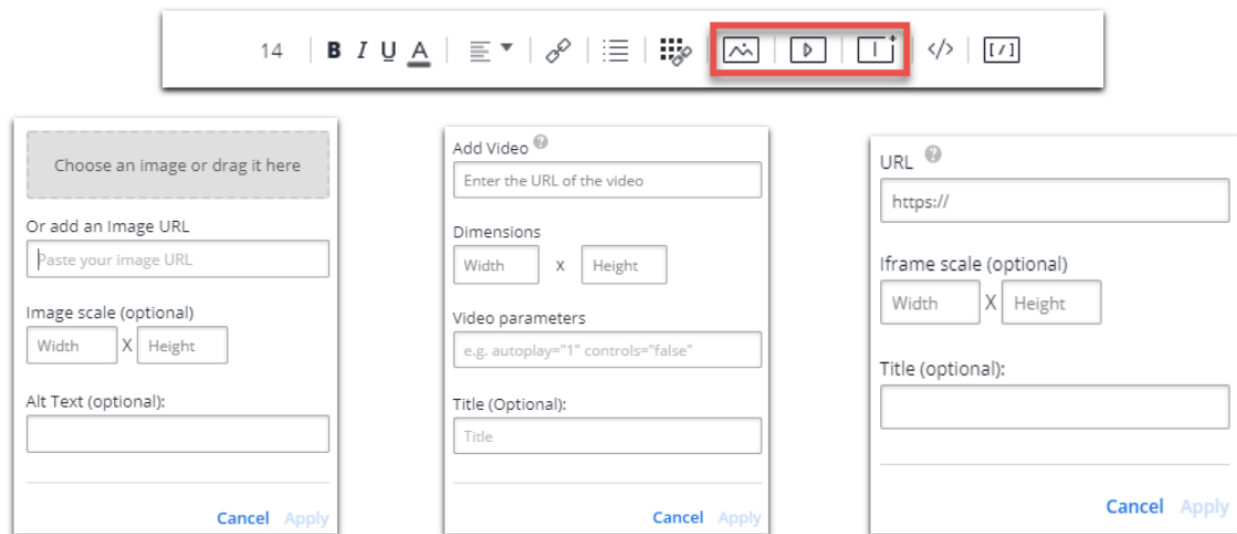 14 B I U A </> [/]
Choose an image or drag it here
Or add an Image URL
Paste your image URL
Image scale (optional)
Width X Height
Alt Text (optional):
Cancel Apply
Add Video ?
Enter the URL of the video
Dimensions
Width x Height
Video parameters
e.g. autoplay="1" controls="false"
Title (Optional):
Title
Cancel Apply
URL ?
https://
Iframe scale (optional)
Width X Height
Title (optional):
Cancel Apply